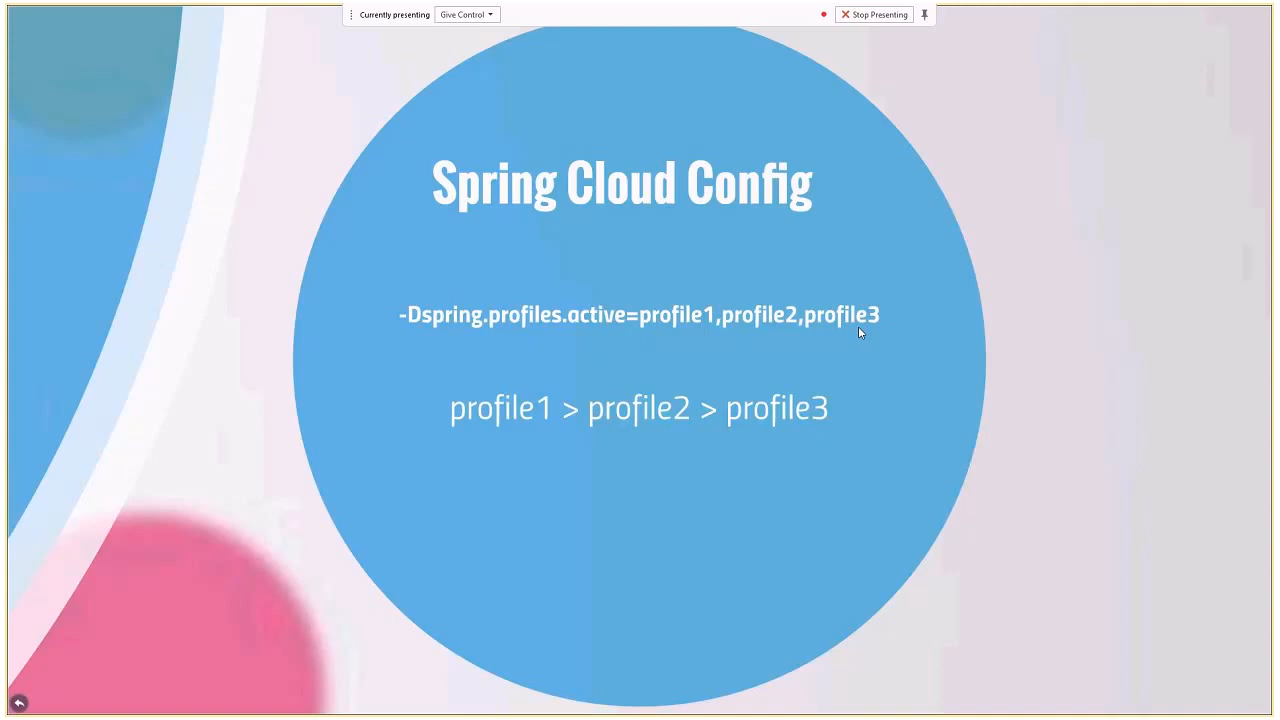 Currently presenting Give Control Stop Presenting
Spring Cloud Config
-Dspring.profiles.active=profile1,profile2,profile3
profile1 > profile2 > profile3